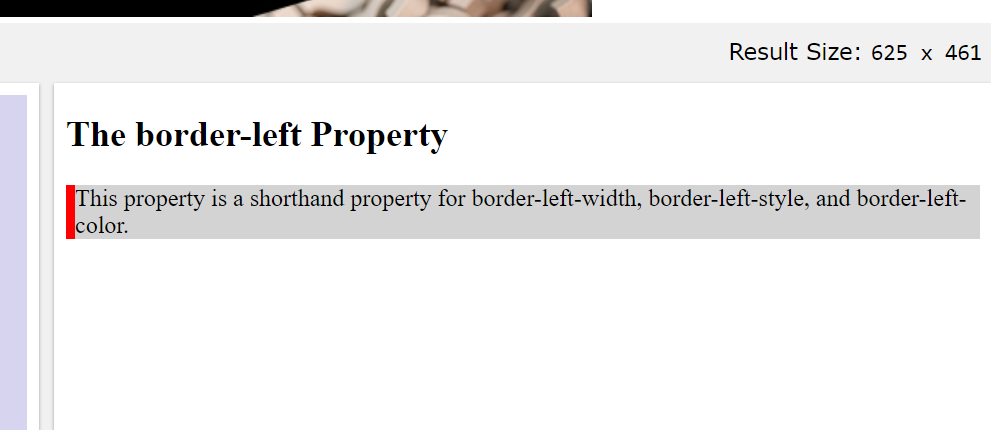 Result Size: 625 x 461
The border-left Property
This property is a shorthand property for border-left-width, border-left-style, and border-left-
color.